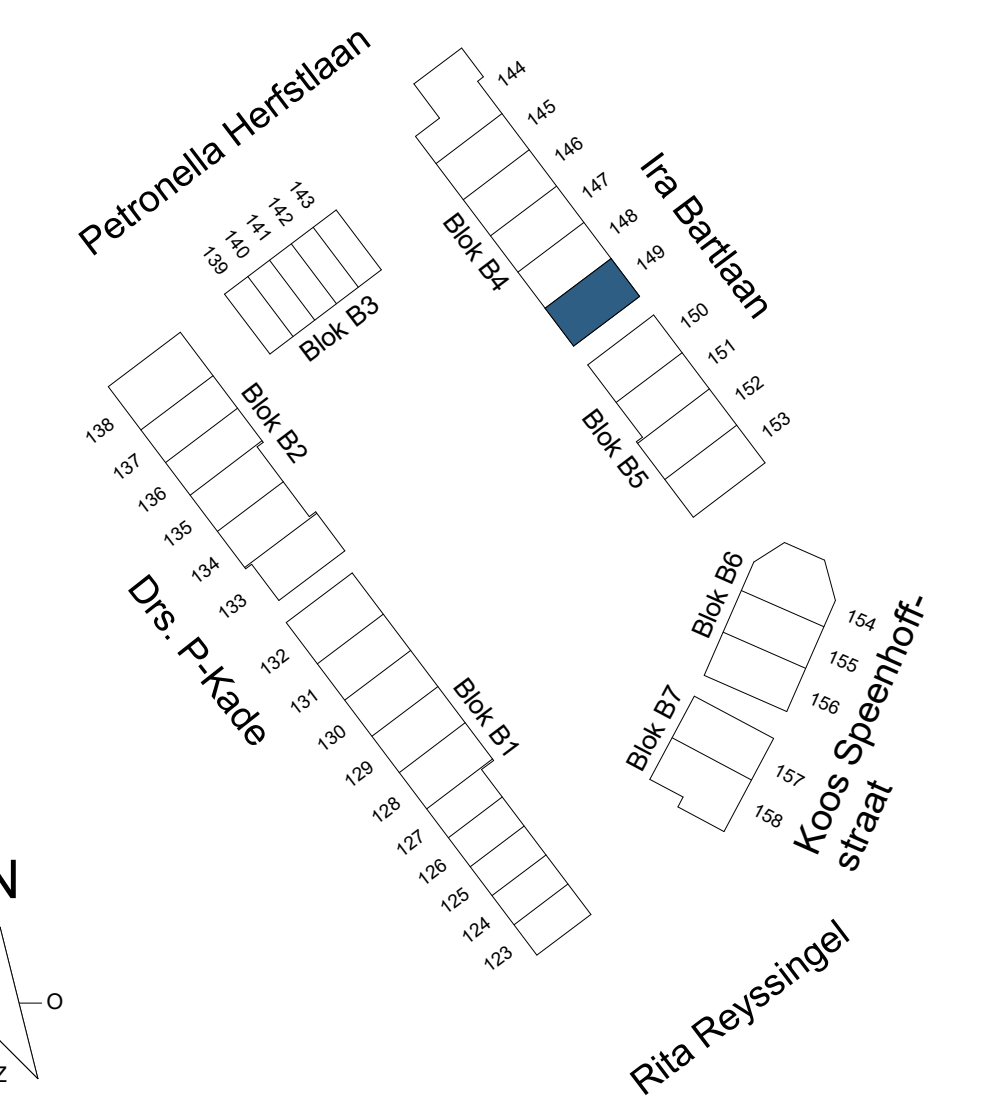 Petronella Herfstlaan
144
145
146
147
148
149
Ira Bartlaan
Blok B4
139
140
141
142
143
Blok B3
150
151
152
153
Blok B5
Blok B2
138
137
136
135
134
133
Drs. P-Kade
132
131
130
129
128
127
126
125
124
123
Blok B1
Blok B6
154
155
156
Blok B7
157
158
Koos Speenhoff-
straat
Rita Reyssingel
N
O
Z